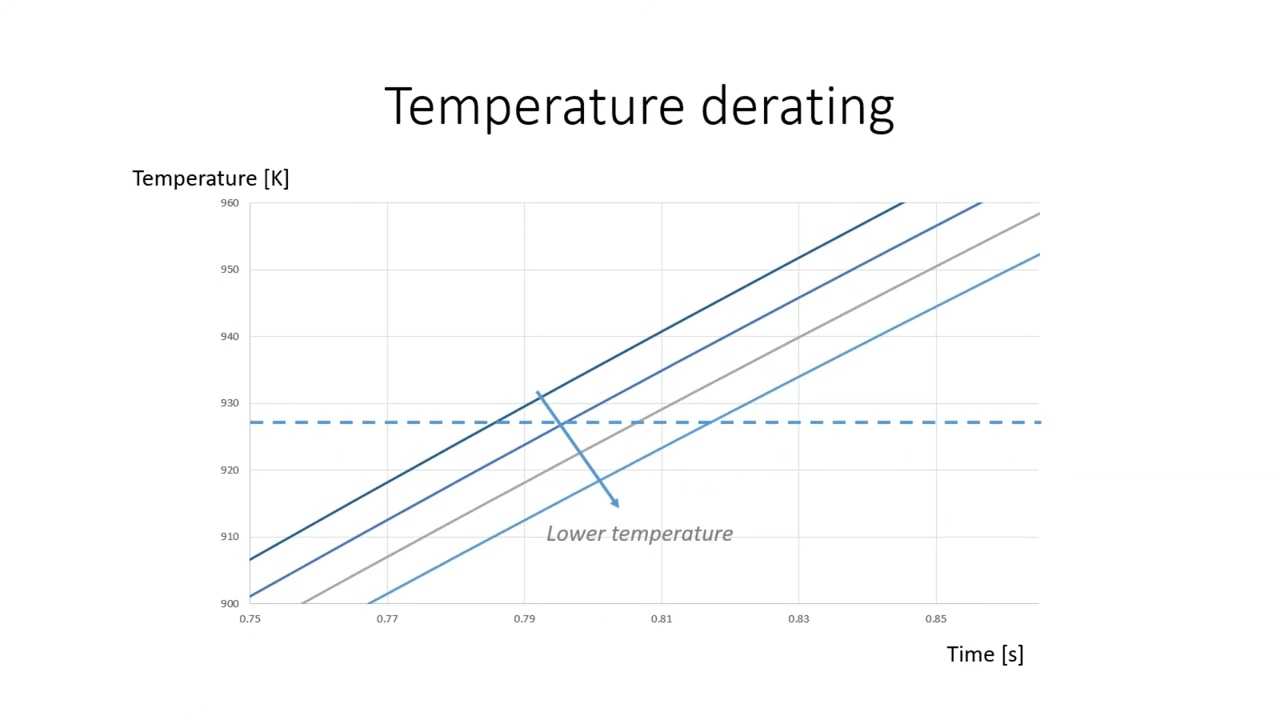 Temperature derating
Temperature [K]
960
950
940
930
920
910
900
Lower temperature
0.75 0.77 0.79 0.81 0.83 0.85
Time [s]